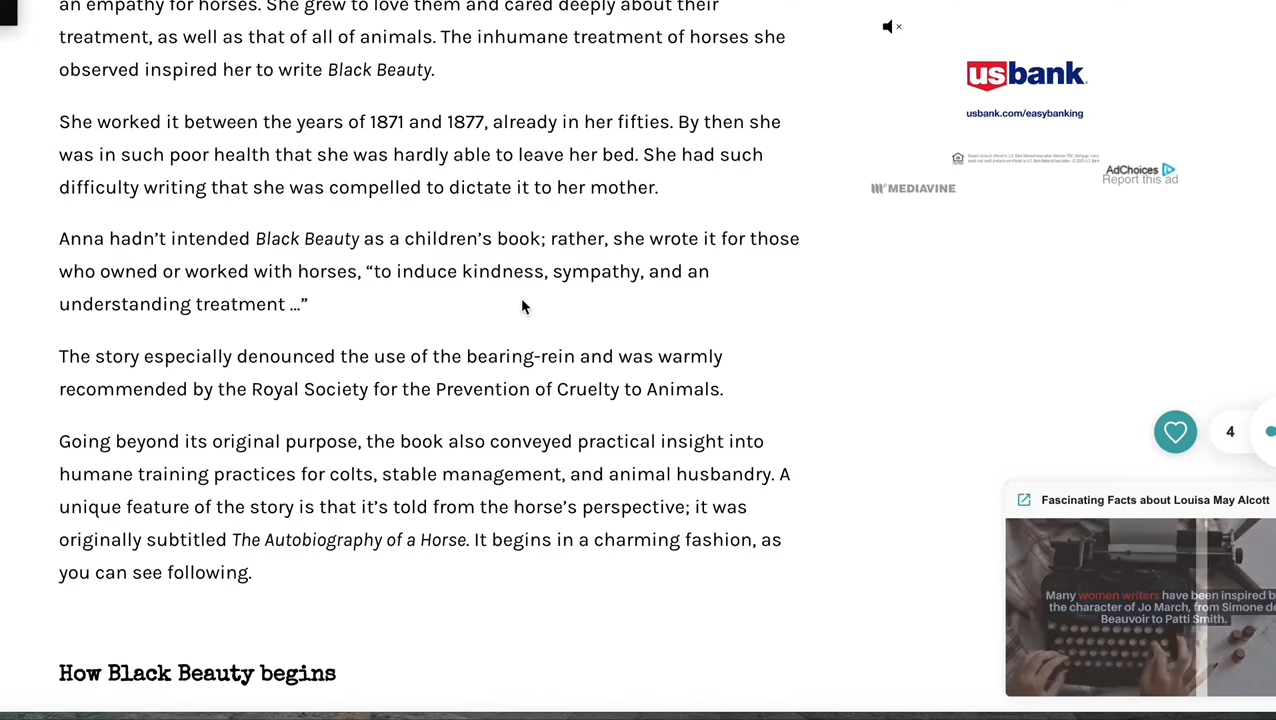 an empathy for horses. She grew to love them and cared deeply about their
treatment, as well as that of all of animals. The inhumane treatment of horses she
observed inspired her to write Black Beauty.
She worked it between the years of 1871 and 1877, already in her fifties. By then she
was in such poor health that she was hardly able to leave her bed. She had such
difficulty writing that she was compelled to dictate it to her mother.
Anna hadn't intended Black Beauty as a children's book; rather, she wrote it for those
who owned or worked with horses, “to induce kindness, sympathy, and an
understanding treatment …”
The story especially denounced the use of the bearing-rein and was warmly
recommended by the Royal Society for the Prevention of Cruelty to Animals.
Going beyond its original purpose, the book also conveyed practical insight into
humane training practices for colts, stable management, and animal husbandry. A
unique feature of the story is that it's told from the horse's perspective; it was
originally subtitled The Autobiography of a Horse. It begins in a charming fashion, as
you can see following.
How Black Beauty begins
usbank
usbank.com/easybanking
AdChoices
Report this ad
MEDIAVINE
4
Fascinating Facts about Louisa May Alcott
Many women writers have been inspired b
the character of Jo March, from Simone de
Beauvoir to Patti Smith.